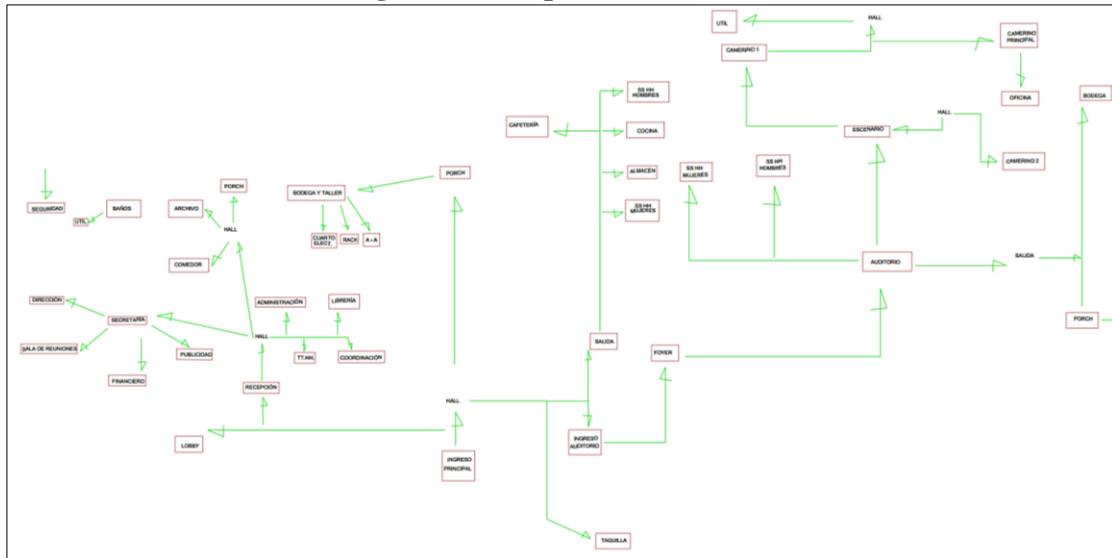 UTIL
HALL
CAMERINO 1
CAMERINO
PRINCIPAL
OFICINA
BODEGA
SS HH
HOMBRES
CAFETERÍA
COCINA
HALL
ESCENARIO
CAMERINO 2
ALMACÉN
SS HH
MUJERES
SS HH
MUJERES
SS HH
HOMBRES
PORCH
PORCH
BODEGA Y TALLER
CUARTO
ELECY.
RACK
A-A
SEGURIDAD
UTIL
BAÑOS
ARCHIVO
HALL
COMEDOR
AUDITORIO
SALIDA
PORCH
DIRECCIÓN
SECRETARÍA
SALA DE REUNIONES
PUBLICIDAD
FINANCIERO
ADMINISTRACIÓN
LIBRERÍA
HALL
TT.HH.
COORDINACIÓN
RECEPCIÓN
SALIDA
FOYER
HALL
LOBBY
INGRESO
PRINCIPAL
INGRESO
AUDITORIO
TAQUILLA